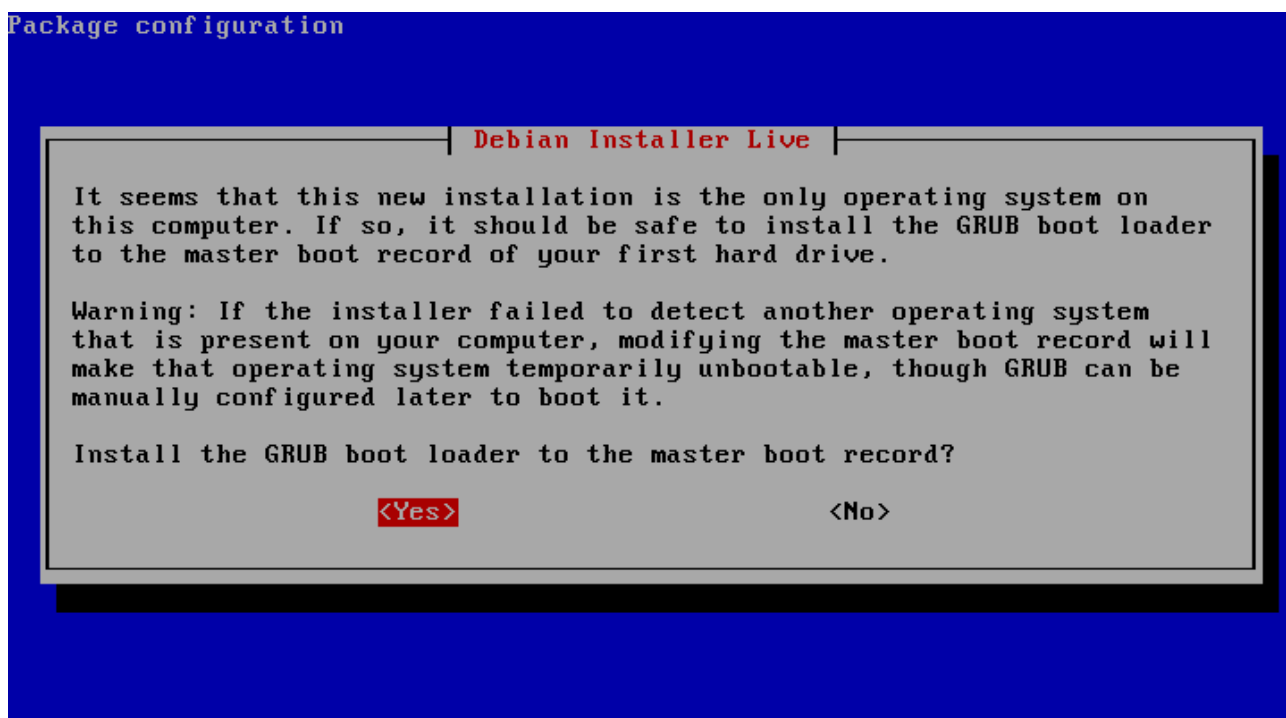 Package configuration
Debian Installer Live
It seems that this new installation is the only operating system on
this computer. If so, it should be safe to install the GRUB boot loader
to the master boot record of your first hard drive.
Warning: If the installer failed to detect another operating system
that is present on your computer, modifying the master boot record will
make that operating system temporarily unbootable, though GRUB can be
manually configured later to boot it.
Install the GRUB boot loader to the master boot record?
<Yes> <No>